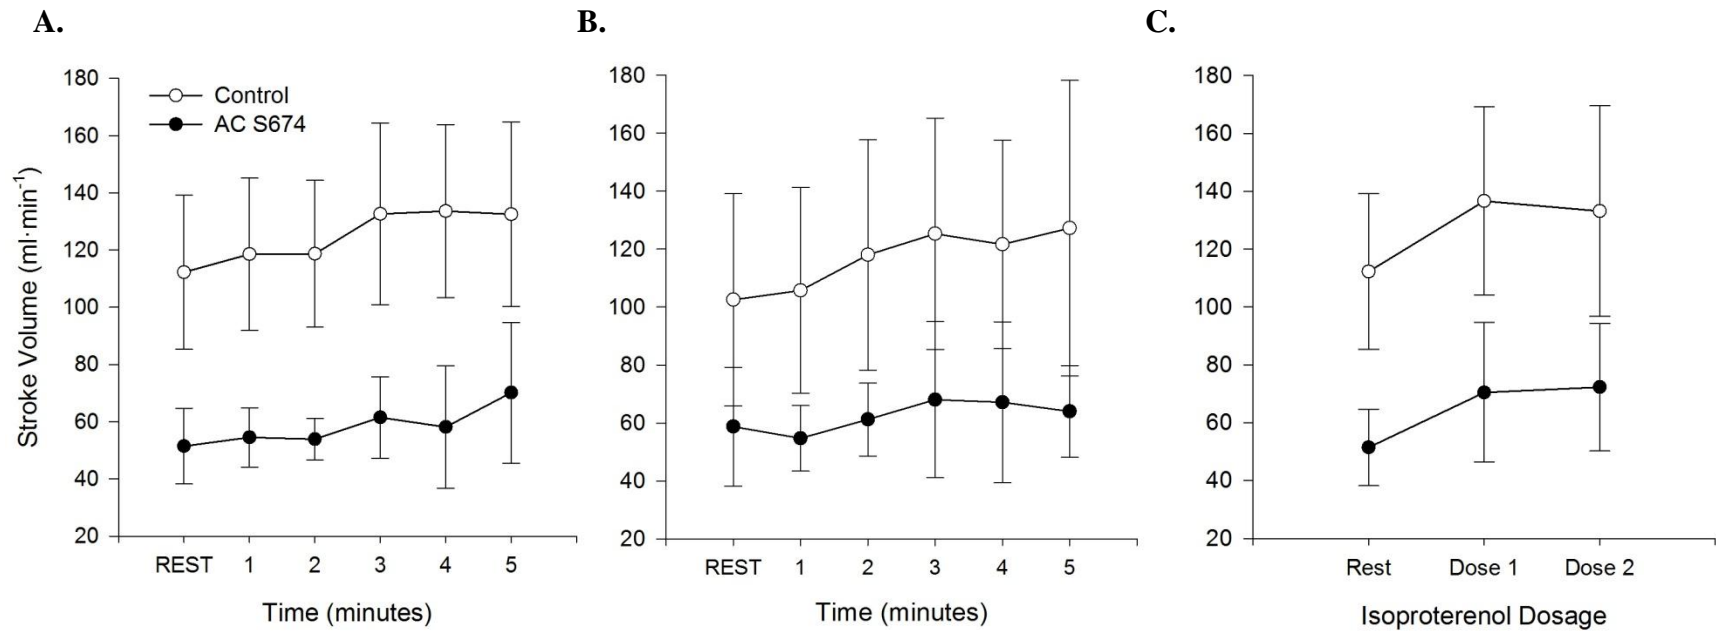 A.
B.
C.
Stroke Volume (ml·min⁻¹)
180
160
140
120
100
80
60
40
20
Control
AC S674
REST 1 2 3 4 5
Time (minutes)
180
160
140
120
100
80
60
40
20
REST 1 2 3 4 5
Time (minutes)
180
160
140
120
100
80
60
40
20
Rest Dose 1 Dose 2
Isoproterenol Dosage